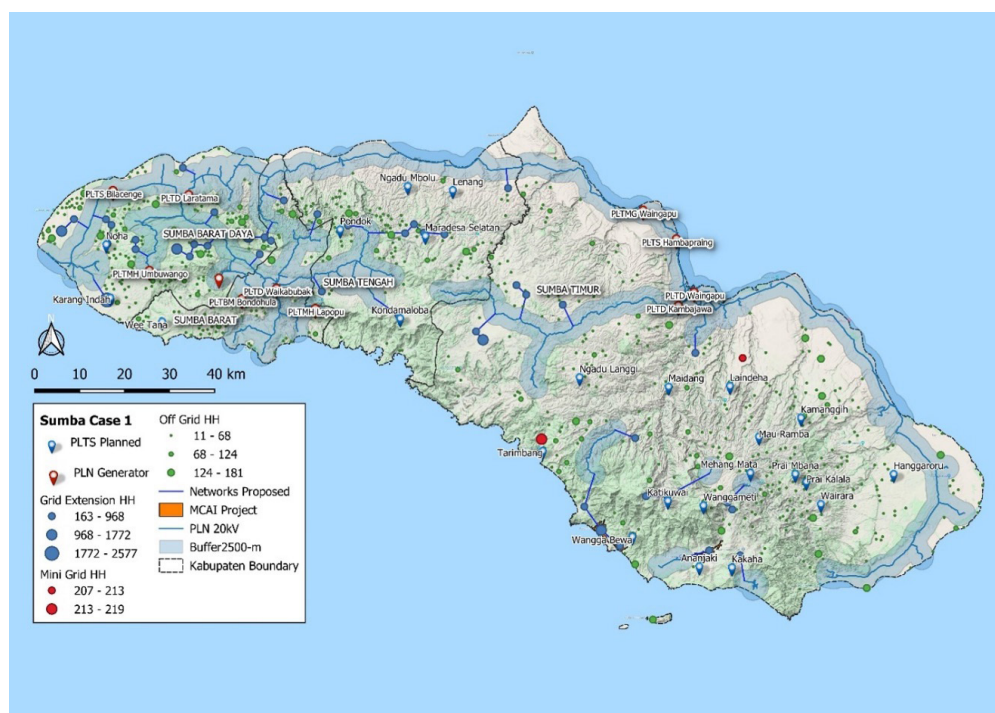 Ngadu Mbolu
Lenang
PLTS Bilacenge
PLTD Laratama
PLTMG Waingapu
Pondok
Maradesa Selatan
Noha
SUMBA BARAT DAYA
PLTS Hambapraing
PLTMH Umbuwango
SUMBA TENGAH
SUMBA TIMUR
Karang Indah
PLTD Waikabubak
PLTBM Bondohula
PLTMH Lapopu
PLTD Waingapu
PLTD Kambajawa
Wee Tana
SUMBA BARAT
Kondamaloba
Ngadu Langgi
Maidang
Laindeha
Kamanggih
Mau-Ramba
Tarimbang
Mehang Mata
Prai Mbana
Prai Kalala
Hanggaroru
Katikuwai
Wanggameti
Wairara
Wangga Bewa
Ananjaki
Kakaha
0 10 20 30 40 km
Sumba Case 1
PLTS Planned
PLN Generator
Grid Extension HH
163 - 968
968 - 1772
1772 - 2577
Mini Grid HH
207 - 213
213 - 219
Off Grid HH
11 - 68
68 - 124
124 - 181
Networks Proposed
MCAI Project
PLN 20kV
Buffer2500-m
Kabupaten Boundary